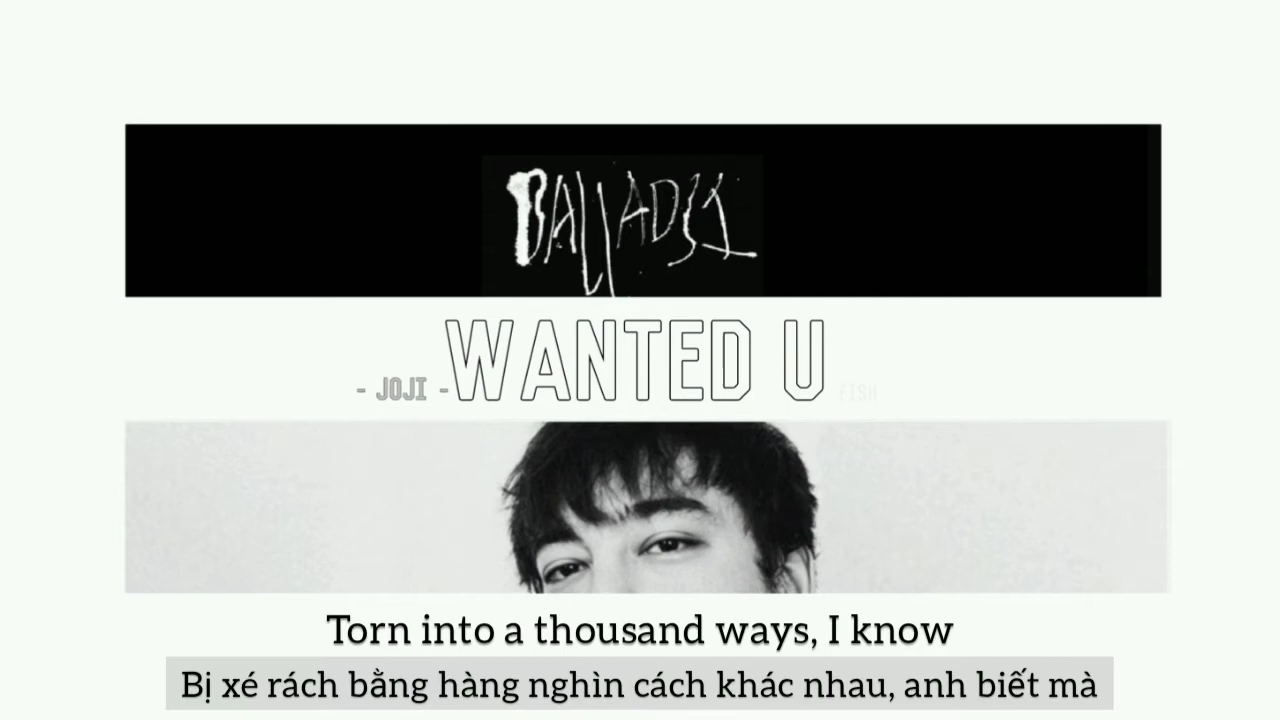 BALLADS 1
WANTED U
- JOJI -
FISH
Torn into a thousand ways, I know
Bị xé rách bằng hàng nghìn cách khác nhau, anh biết mà